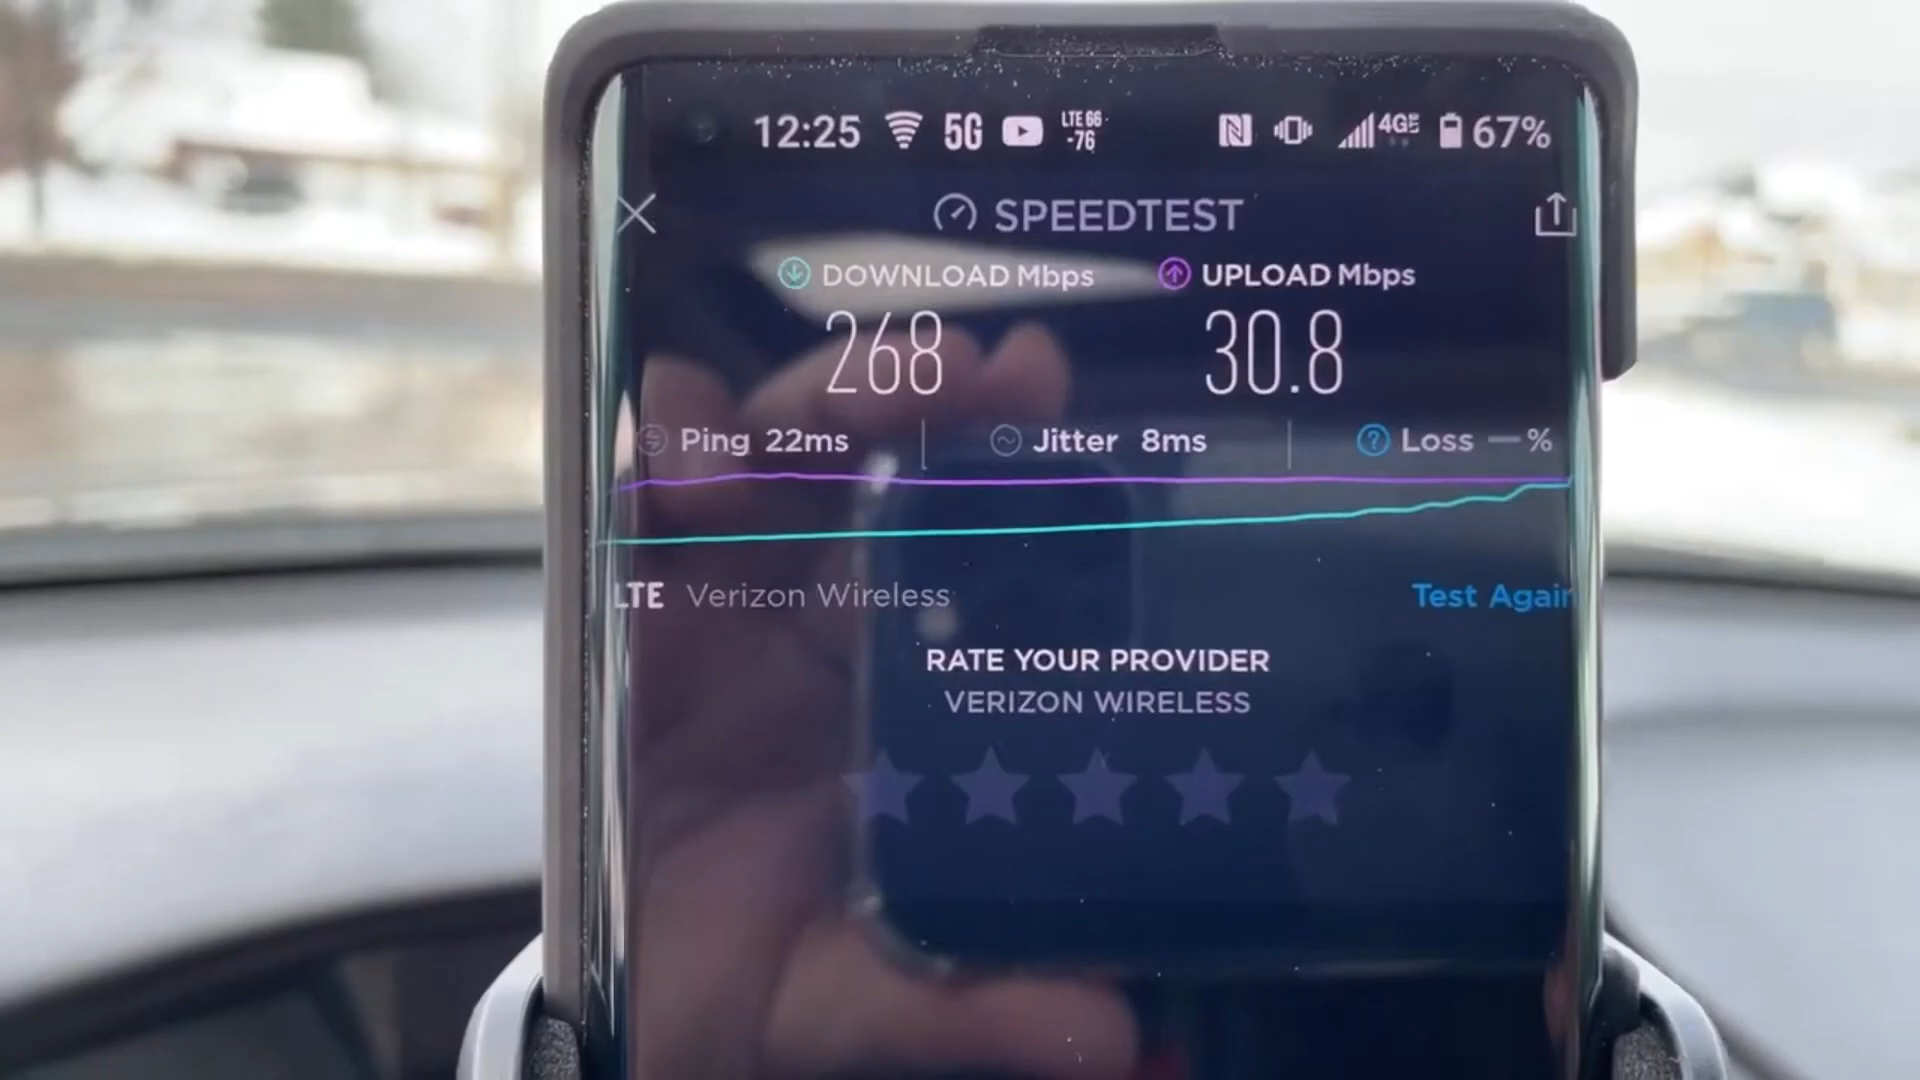 12:25 5G LTE 66 -76 4GE 67%
SPEEDTEST
DOWNLOAD Mbps UPLOAD Mbps
268 30.8
Ping 22ms Jitter 8ms ? Loss — %
LTE Verizon Wireless Test Again
RATE YOUR PROVIDER
VERIZON WIRELESS